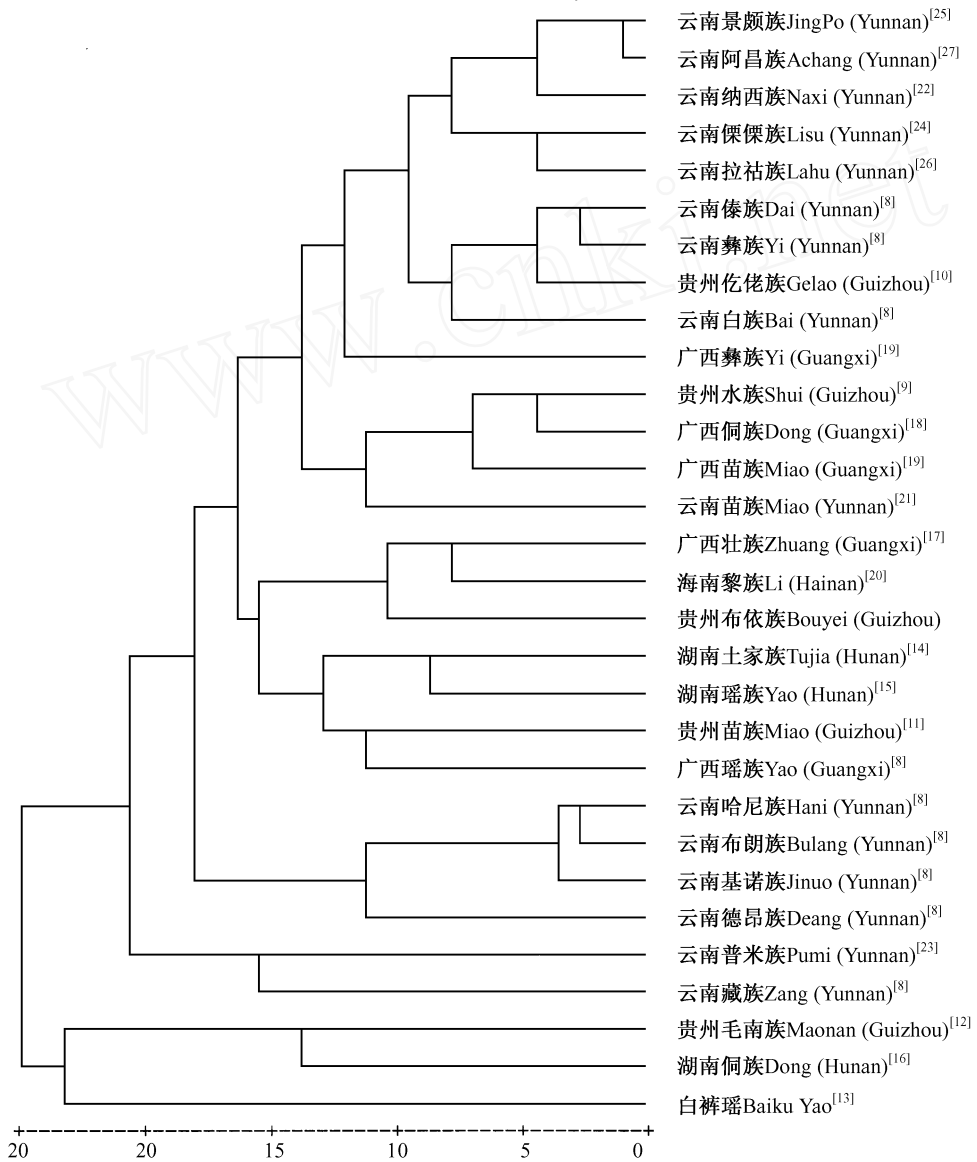 云南景颇族JingPo (Yunnan)[25]
云南阿昌族Achang (Yunnan)[27]
云南纳西族Naxi (Yunnan)[22]
云南傈僳族Lisu (Yunnan)[24]
云南拉祜族Lahu (Yunnan)[26]
云南傣族Dai (Yunnan)[8]
云南彝族Yi (Yunnan)[8]
贵州仡佬族Gelao (Guizhou)[10]
云南白族Bai (Yunnan)[8]
广西彝族Yi (Guangxi)[19]
贵州水族Shui (Guizhou)[9]
广西侗族Dong (Guangxi)[18]
广西苗族Miao (Guangxi)[19]
云南苗族Miao (Yunnan)[21]
广西壮族Zhuang (Guangxi)[17]
海南黎族Li (Hainan)[20]
贵州布依族Bouyei (Guizhou)
湖南土家族Tujia (Hunan)[14]
湖南瑶族Yao (Hunan)[15]
贵州苗族Miao (Guizhou)[11]
广西瑶族Yao (Guangxi)[8]
云南哈尼族Hani (Yunnan)[8]
云南布朗族Bulang (Yunnan)[8]
云南基诺族Jinuo (Yunnan)[8]
云南德昂族Deang (Yunnan)[8]
云南普米族Pumi (Yunnan)[23]
云南藏族Zang (Yunnan)[8]
贵州毛南族Maonan (Guizhou)[12]
湖南侗族Dong (Hunan)[16]
白裤瑶Baiku Yao[13]
20 20 15 10 5 0
www.cnki.net